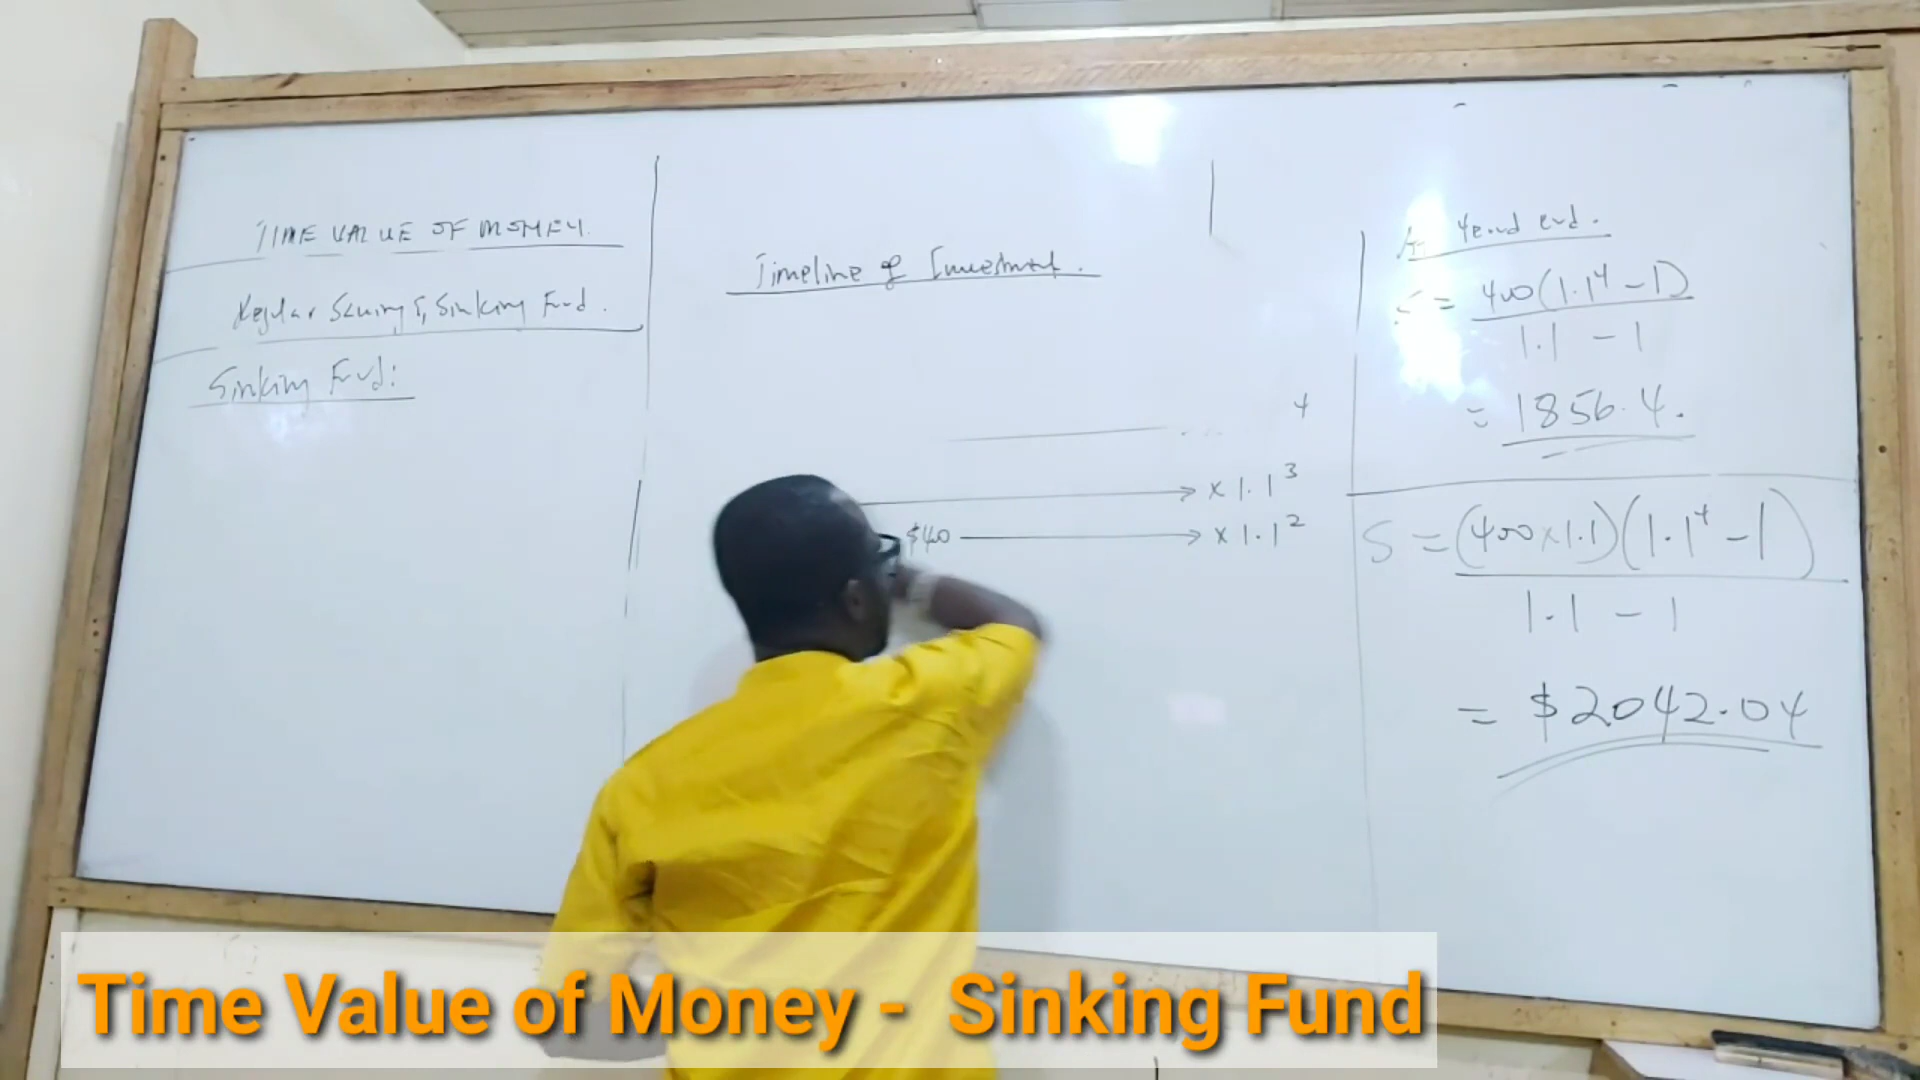 TIME VALUE OF MONEY.
Regular Savings, Sinking Fund.
Sinking Fund:
Timeline of Investment.
4
x 1.1^3
$40 x 1.1^2
At Year end.
S = 400(1.1^4 - 1)
1.1 - 1
= 1856.4.
S = (400x1.1)(1.1^4 - 1)
1.1 - 1
= $2042.04
Time Value of Money - Sinking Fund